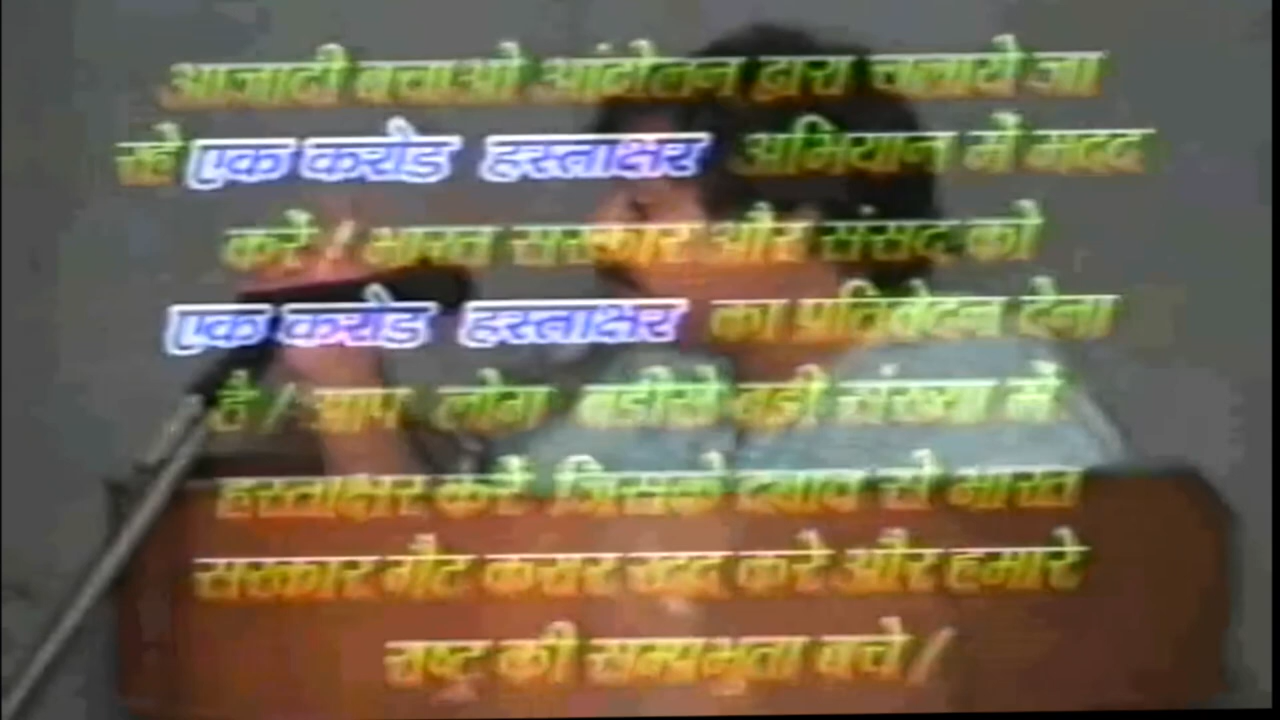 आजादी बचाओ आंदोलन द्वारा चलाये जा
रहे एक करोड हस्ताक्षर अभियान में मदद
करे / भारत सरकार और संसद को
एक करोड हस्ताक्षर का प्रतिवेदन देना
है / आप लोग बडीसे बडी संख्या में
हस्ताक्षर करें जिसके दबाव से भारत
सरकार गैट करार रद्द करे और हमारे
राष्ट्र की सम्प्रभुता बचे /